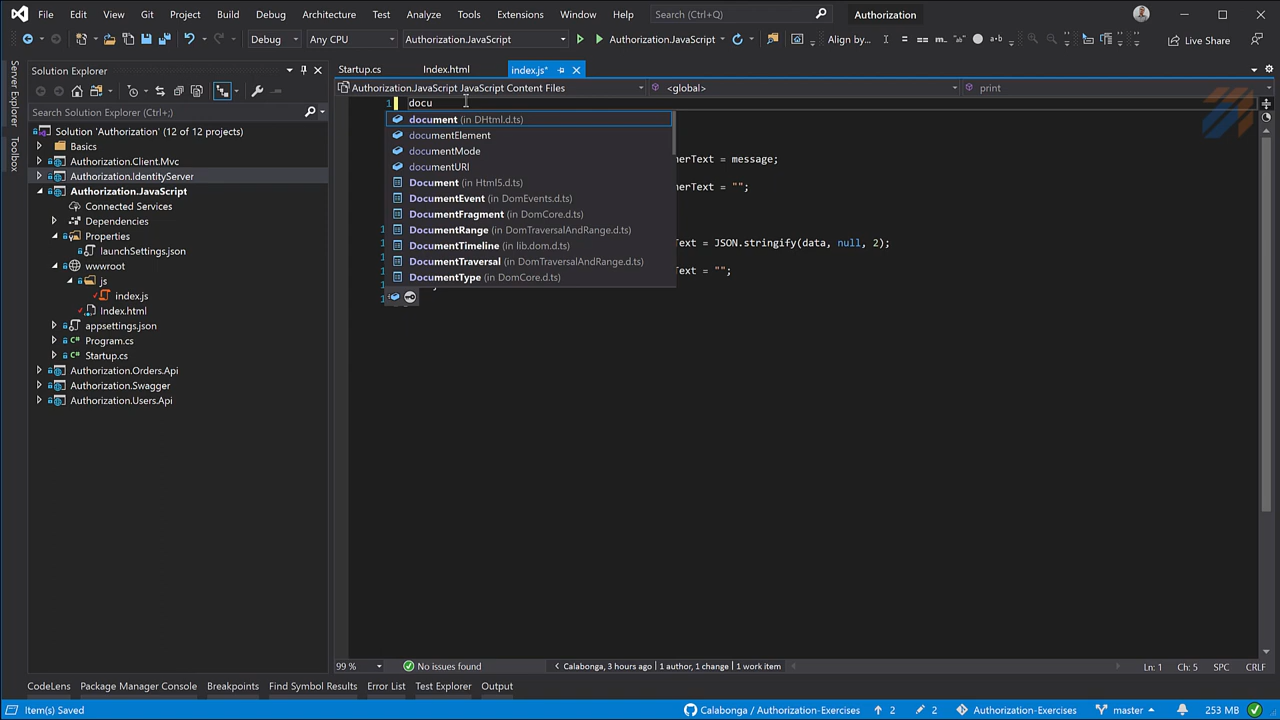 File Edit View Git Project Build Debug Architecture Test Analyze Tools Extensions Window Help Search (Ctrl+Q) Authorization
Debug Any CPU Authorization.JavaScript Authorization.JavaScript Align by... Live Share
Server Explorer
Toolbox
Solution Explorer
Search Solution Explorer (Ctrl+;)
Solution 'Authorization' (12 of 12 projects)
Basics
Authorization.Client.Mvc
Authorization.IdentityServer
Authorization.JavaScript
Connected Services
Dependencies
Properties
launchSettings.json
wwwroot
js
index.js
Index.html
appsettings.json
Program.cs
Startup.cs
Authorization.Orders.Api
Authorization.Swagger
Authorization.Users.Api
Startup.cs Index.html index.js*
Authorization.JavaScript JavaScript Content Files <global> print
1 docu
document (in DHtml.d.ts)
documentElement
documentMode
documentURI
Document (in Html5.d.ts)
DocumentEvent (in DomEvents.d.ts)
DocumentFragment (in DomCore.d.ts)
DocumentRange (in DomTraversalAndRange.d.ts)
DocumentTimeline (in lib.dom.d.ts)
DocumentTraversal (in DomTraversalAndRange.d.ts)
DocumentType (in DomCore.d.ts)
nerText = message;
nerText = "";
Text = JSON.stringify(data, null, 2);
Text = "";
99 % No issues found Calabonga, 3 hours ago | 1 author, 1 change | 1 work item Ln: 1 Ch: 5 SPC CRLF
CodeLens Package Manager Console Breakpoints Find Symbol Results Error List Test Explorer Output
Item(s) Saved Calabonga / Authorization-Exercises 2 2 Authorization-Exercises master 253 MB